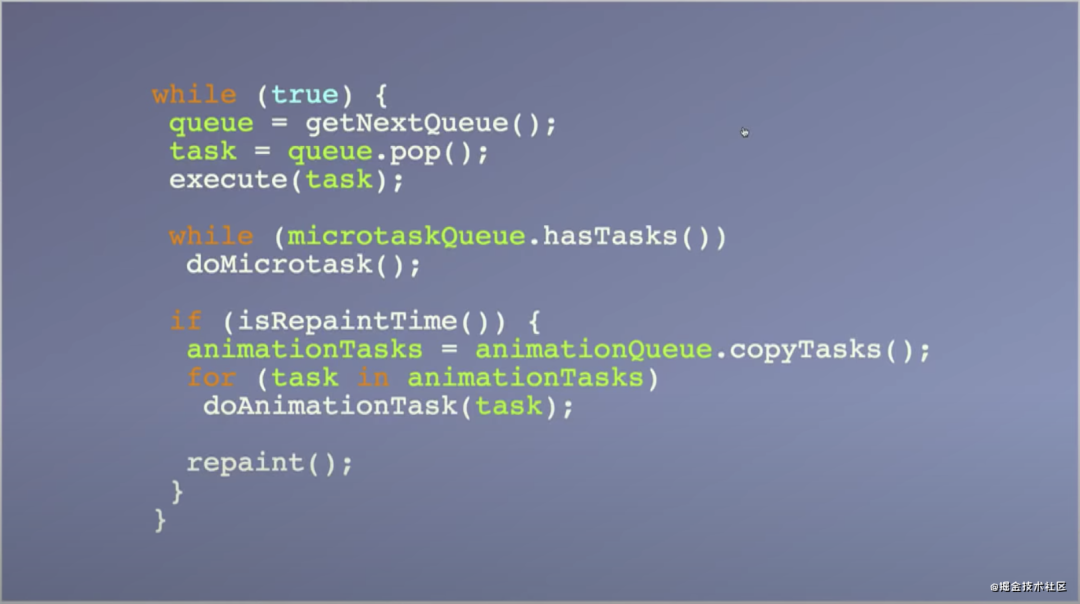 while (true) {
queue = getNextQueue();
task = queue.pop();
execute(task);
while (microtaskQueue.hasTasks())
doMicrotask();
if (isRepaintTime()) {
animationTasks = animationQueue.copyTasks();
for (task in animationTasks)
doAnimationTask(task);
repaint();
}
}
@掘金技术社区